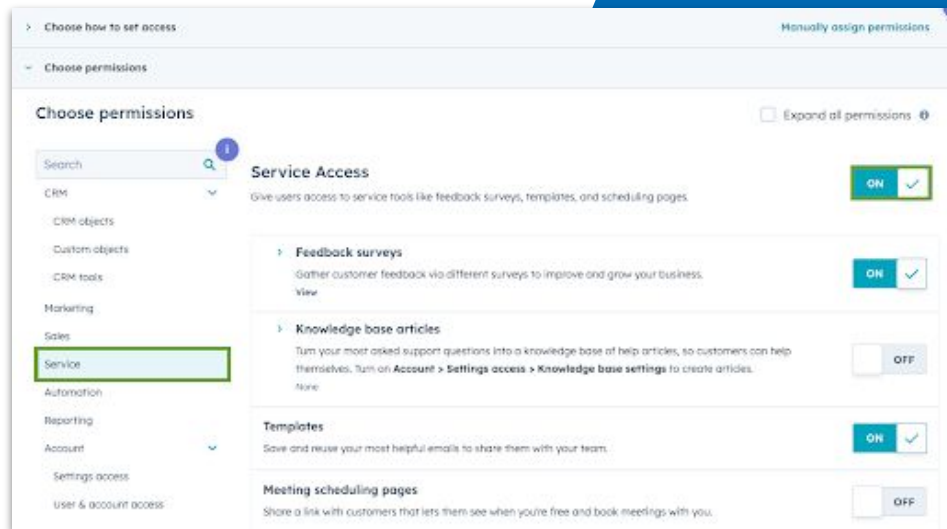 Choose how to set access
Manually assign permissions
Choose permissions
Choose permissions
Expand all permissions i
Search
i
CRM
CRM objects
Custom objects
CRM tools
Marketing
Sales
Service
Automation
Reporting
Account
Settings access
User & account access
Service Access
ON
Give users access to service tools like feedback surveys, templates, and scheduling pages.
Feedback surveys
Gather customer feedback via different surveys to improve and grow your business.
ON
View
Knowledge base articles
Turn your most asked support questions into a knowledge base of help articles, so customers can help
themselves. Turn on Account > Settings access > Knowledge base settings to create articles.
OFF
None
Templates
Save and reuse your most helpful emails to share them with your team.
ON
Meeting scheduling pages
Share a link with customers that lets them see when you're free and book meetings with you.
OFF